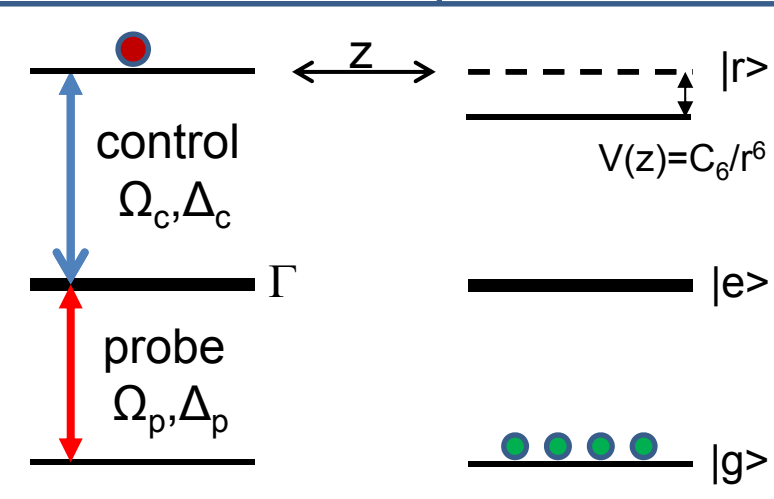 z
|r>
control
Ωc,Δc
V(z)=C6/r6
Γ
|e>
probe
Ωp,Δp
|g>